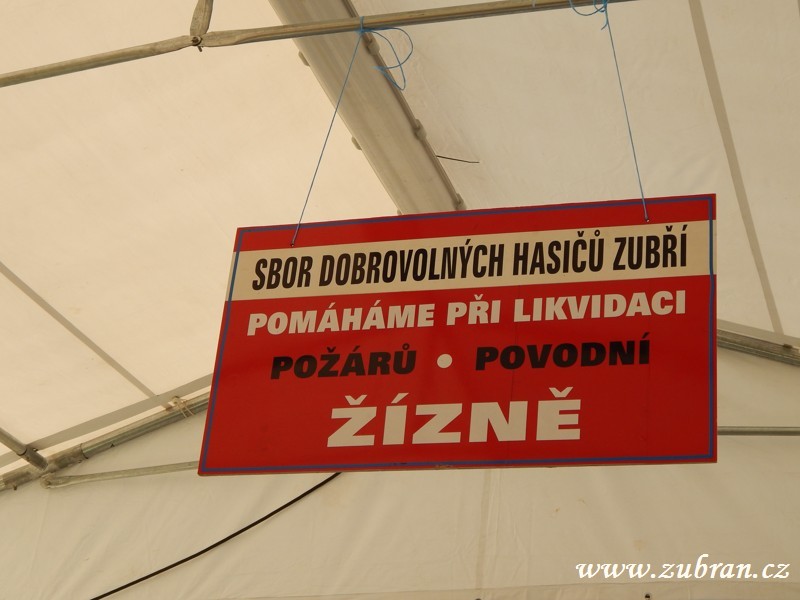 SBOR DOBROVOLNÝCH HASIČŮ ZUBŘÍ
POMÁHÁME PŘI LIKVIDACI
POŽÁRŮ • POVODNÍ
ŽÍZNĚ
www.zubran.cz